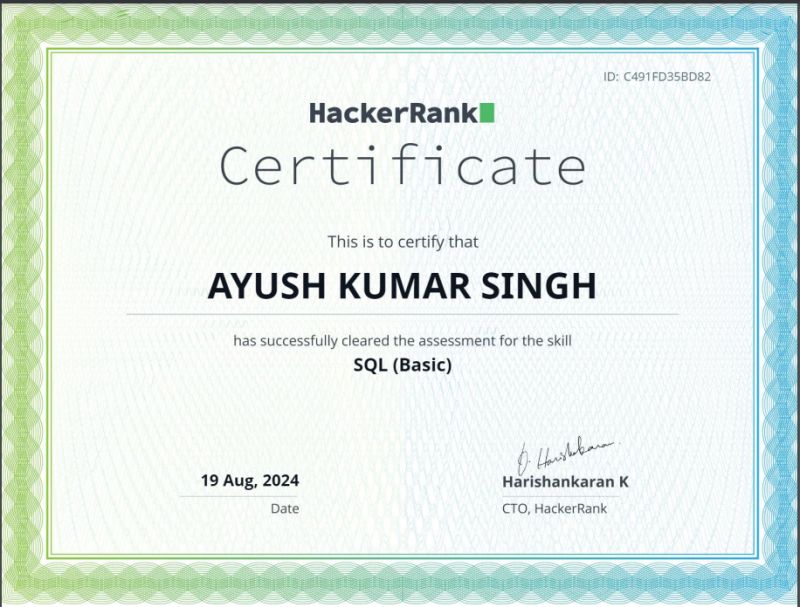 ID: C491FD35BD82
HackerRank
Certificate
This is to certify that
AYUSH KUMAR SINGH
has successfully cleared the assessment for the skill
SQL (Basic)
D. Harishankaran
19 Aug, 2024
Harishankaran K
Date
CTO, HackerRank